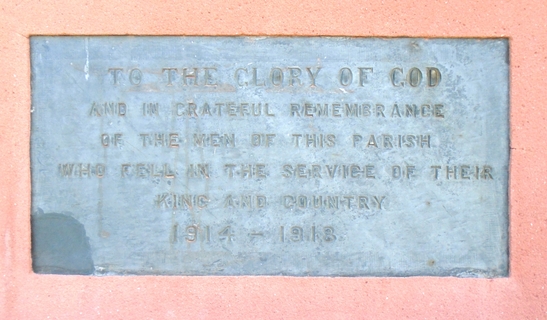 TO THE GLORY OF GOD
AND IN GRATEFUL REMEMBRANCE
OF THE MEN OF THIS PARISH
WHO FELL IN THE SERVICE OF THEIR
KING AND COUNTRY
1914 - 1918